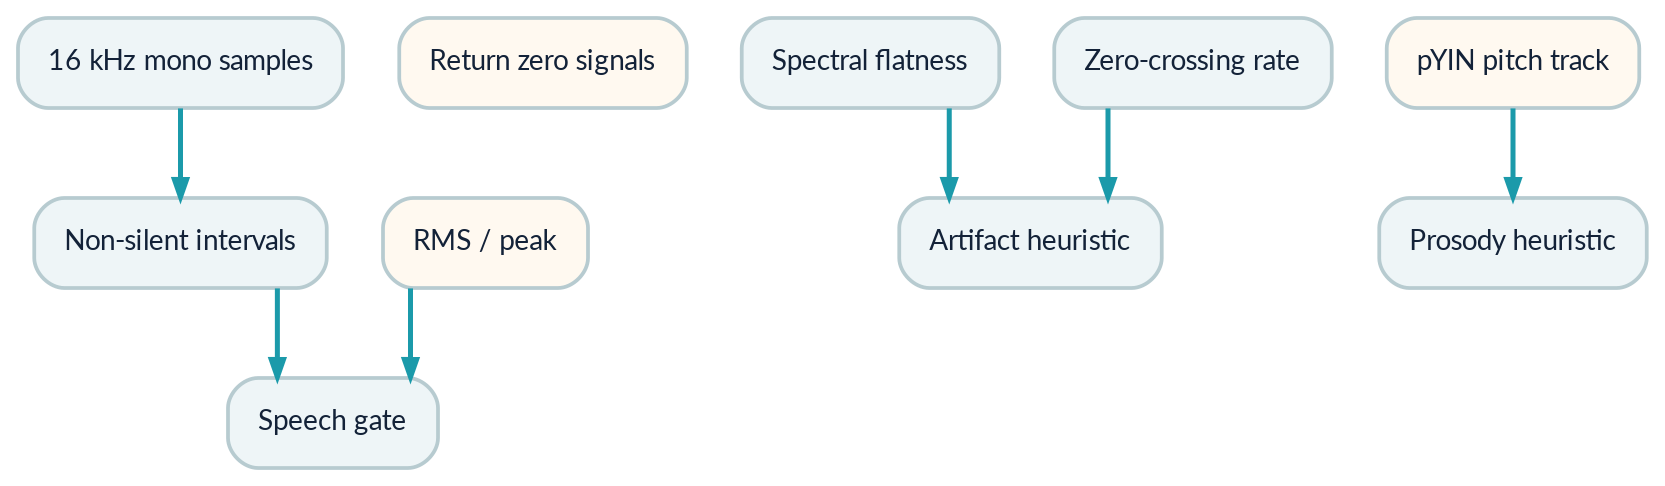 16 kHz mono samples
Return zero signals
Spectral flatness
Zero-crossing rate
pYIN pitch track
Non-silent intervals
RMS / peak
Artifact heuristic
Prosody heuristic
Speech gate